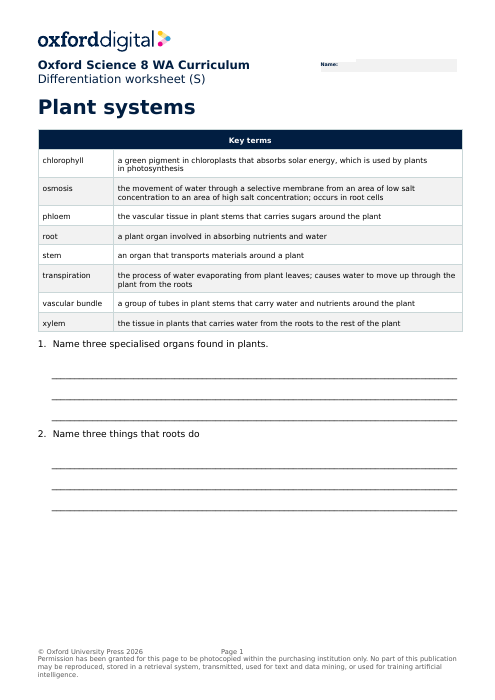 oxforddigital
Oxford Science 8 WA Curriculum
Name:
Differentiation worksheet (S)
Plant systems
Key terms
chlorophyll a green pigment in chloroplasts that absorbs solar energy, which is used by plants
in photosynthesis
osmosis the movement of water through a selective membrane from an area of low salt
concentration to an area of high salt concentration; occurs in root cells
phloem the vascular tissue in plant stems that carries sugars around the plant
root a plant organ involved in absorbing nutrients and water
stem an organ that transports materials around a plant
transpiration the process of water evaporating from plant leaves; causes water to move up through the
plant from the roots
vascular bundle a group of tubes in plant stems that carry water and nutrients around the plant
xylem the tissue in plants that carries water from the roots to the rest of the plant
1. Name three specialised organs found in plants.
2. Name three things that roots do
© Oxford University Press 2026 Page 1
Permission has been granted for this page to be photocopied within the purchasing institution only. No part of this publication
may be reproduced, stored in a retrieval system, transmitted, used for text and data mining, or used for training artificial
intelligence.